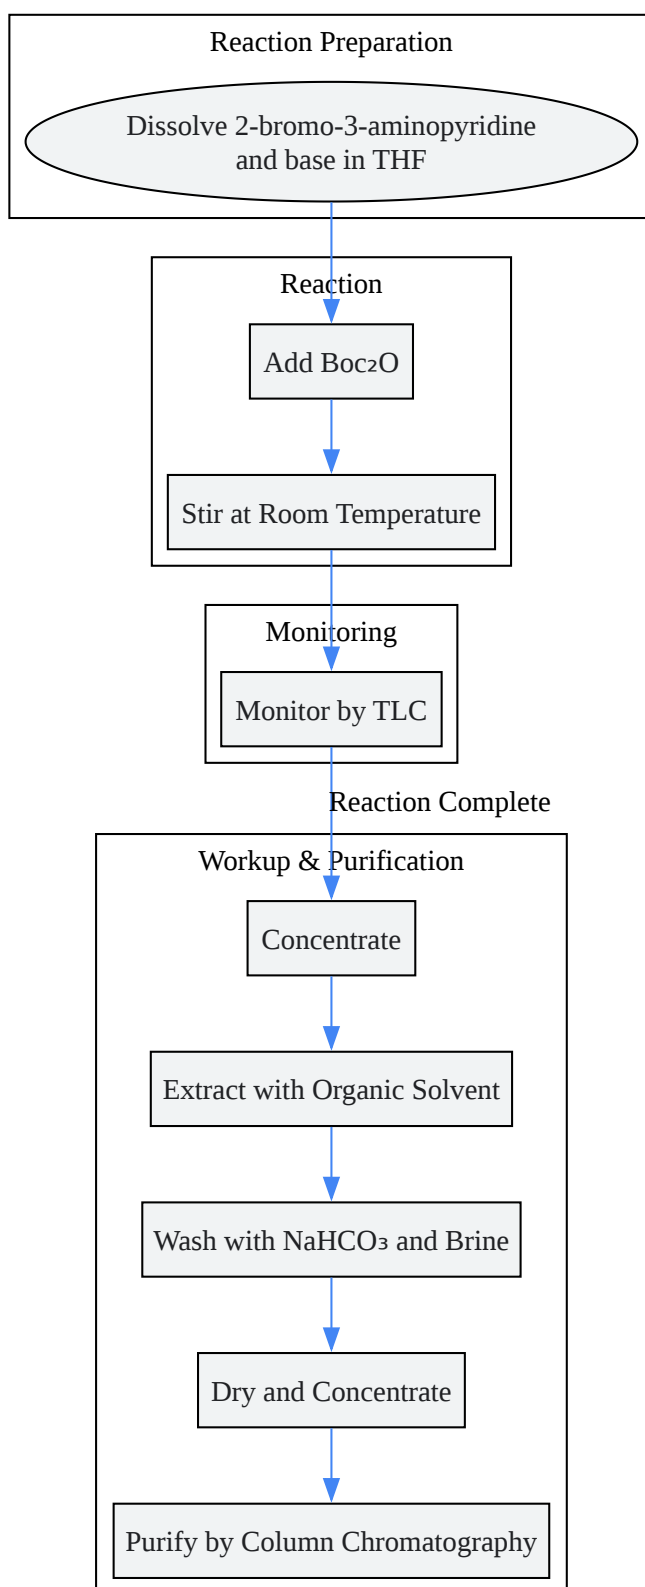 Reaction Preparation
Dissolve 2-bromo-3-aminopyridine
and base in THF
Reaction
Add Boc₂O
Stir at Room Temperature
Monitoring
Monitor by TLC
Reaction Complete
Workup & Purification
Concentrate
Extract with Organic Solvent
Wash with NaHCO₃ and Brine
Dry and Concentrate
Purify by Column Chromatography